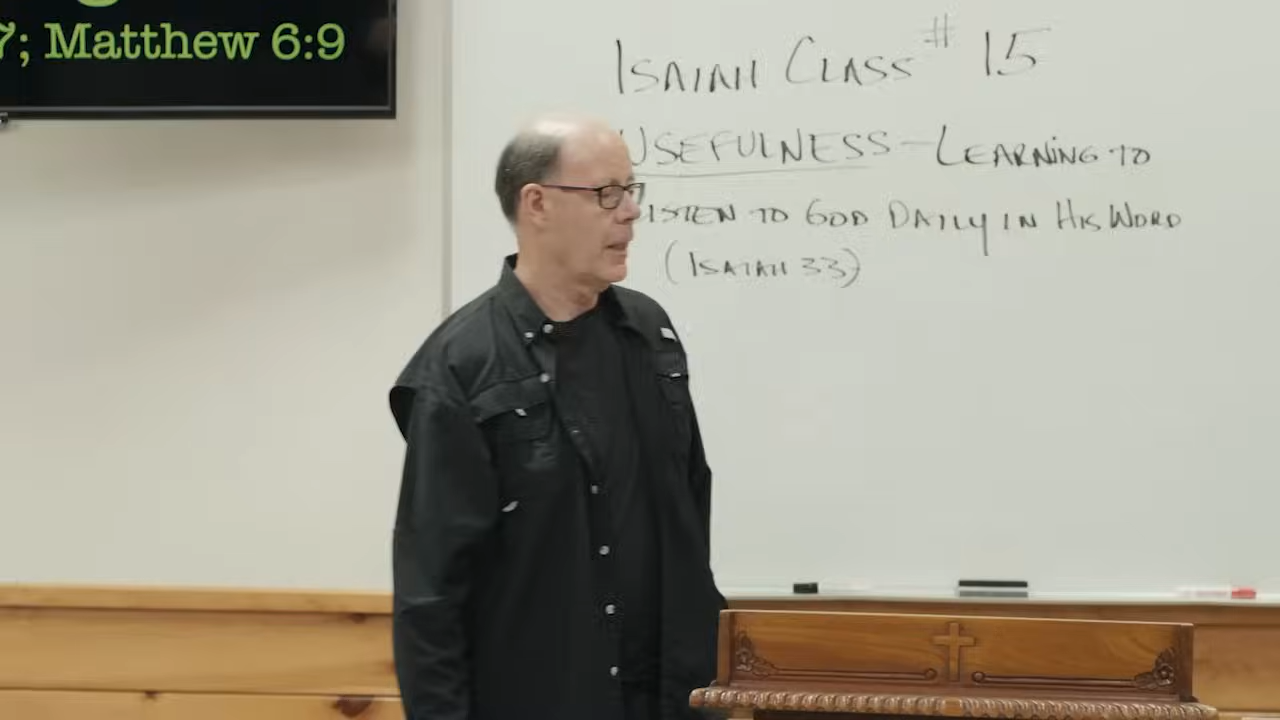 7; Matthew 6:9
ISAIAH CLASS # 15
USEFULNESS - LEARNING TO
LISTEN TO GOD DAILY IN HIS WORD
(ISAIAH 33)